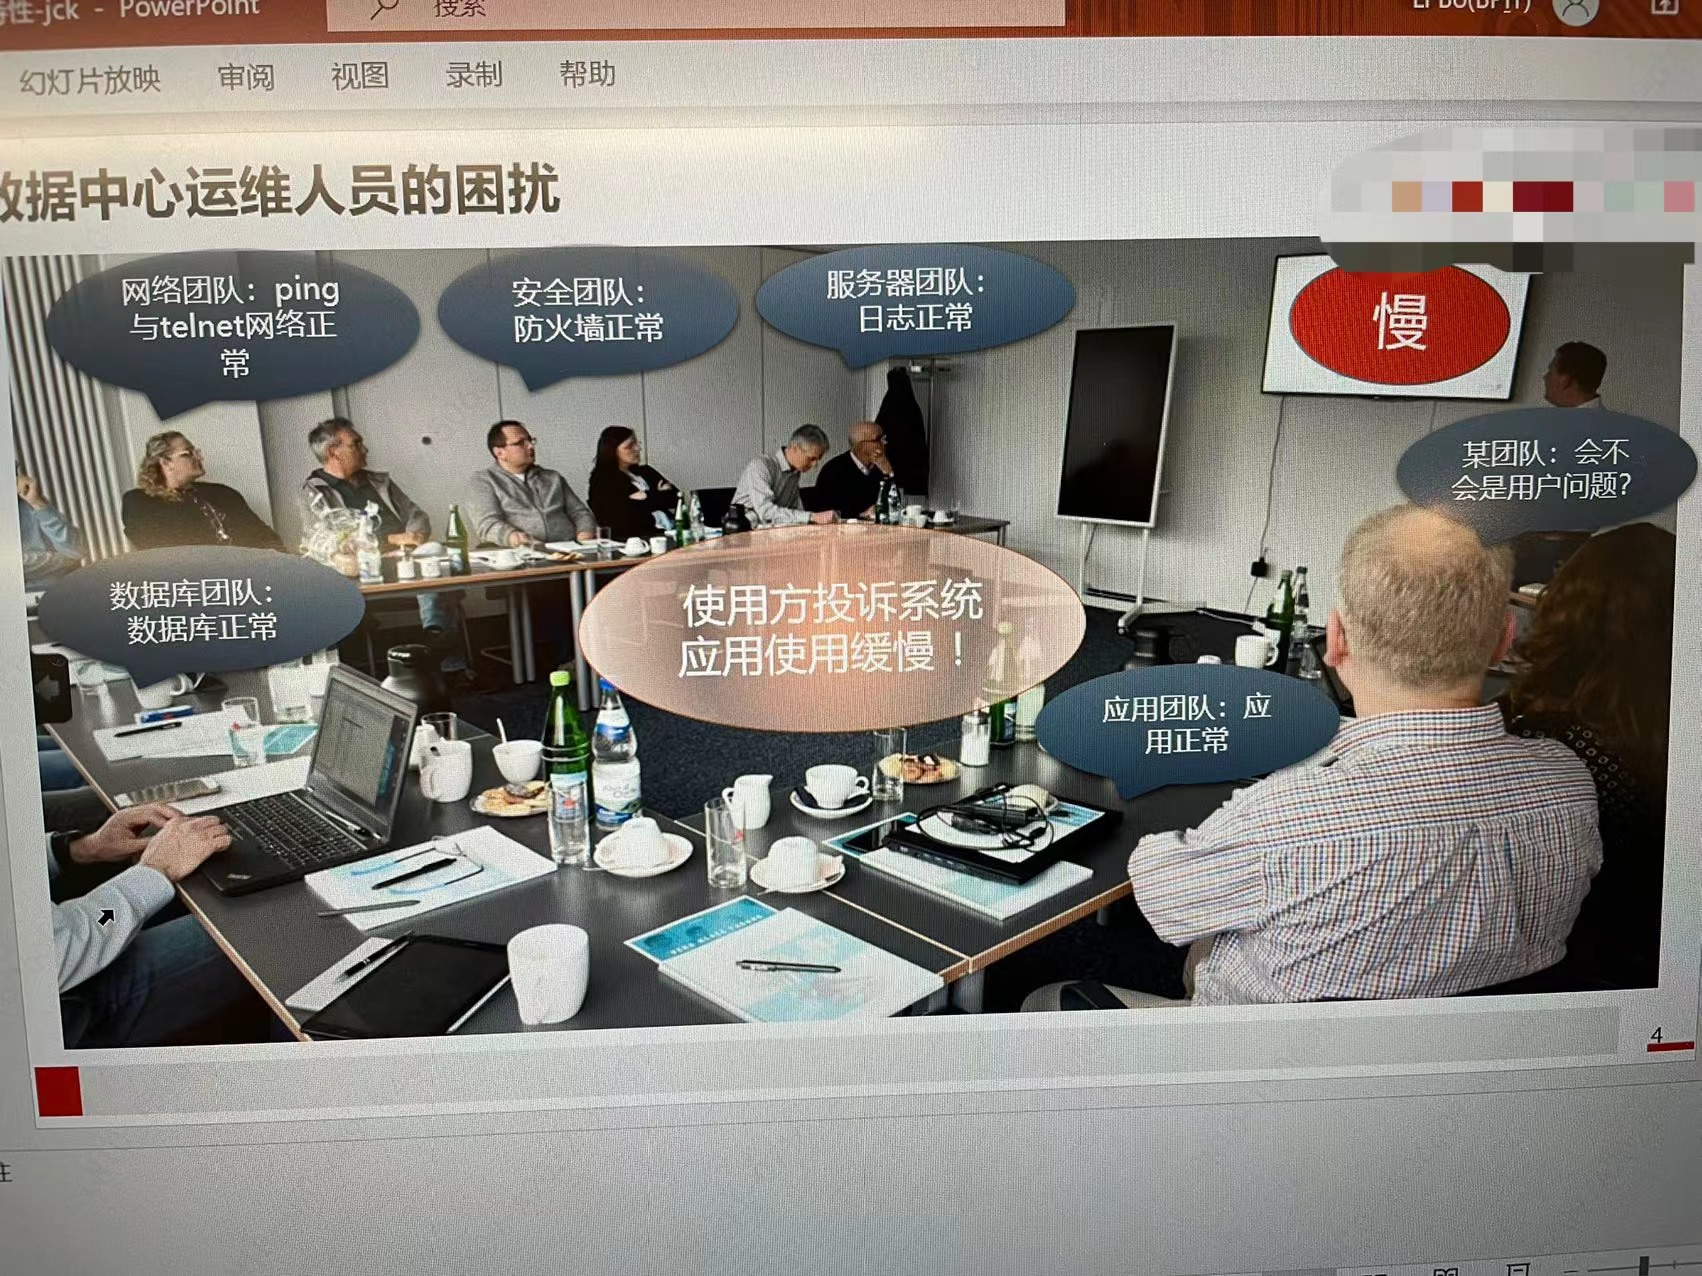 性-jck - PowerPoint
搜索
幻灯片放映 审阅 视图 录制 帮助
数据中心运维人员的困扰
网络团队：ping
与telnet网络正
常
安全团队：
防火墙正常
服务器团队：
日志正常
慢
某团队：会不
会是用户问题?
数据库团队：
数据库正常
使用方投诉系统
应用使用缓慢！
应用团队：应
用正常
4